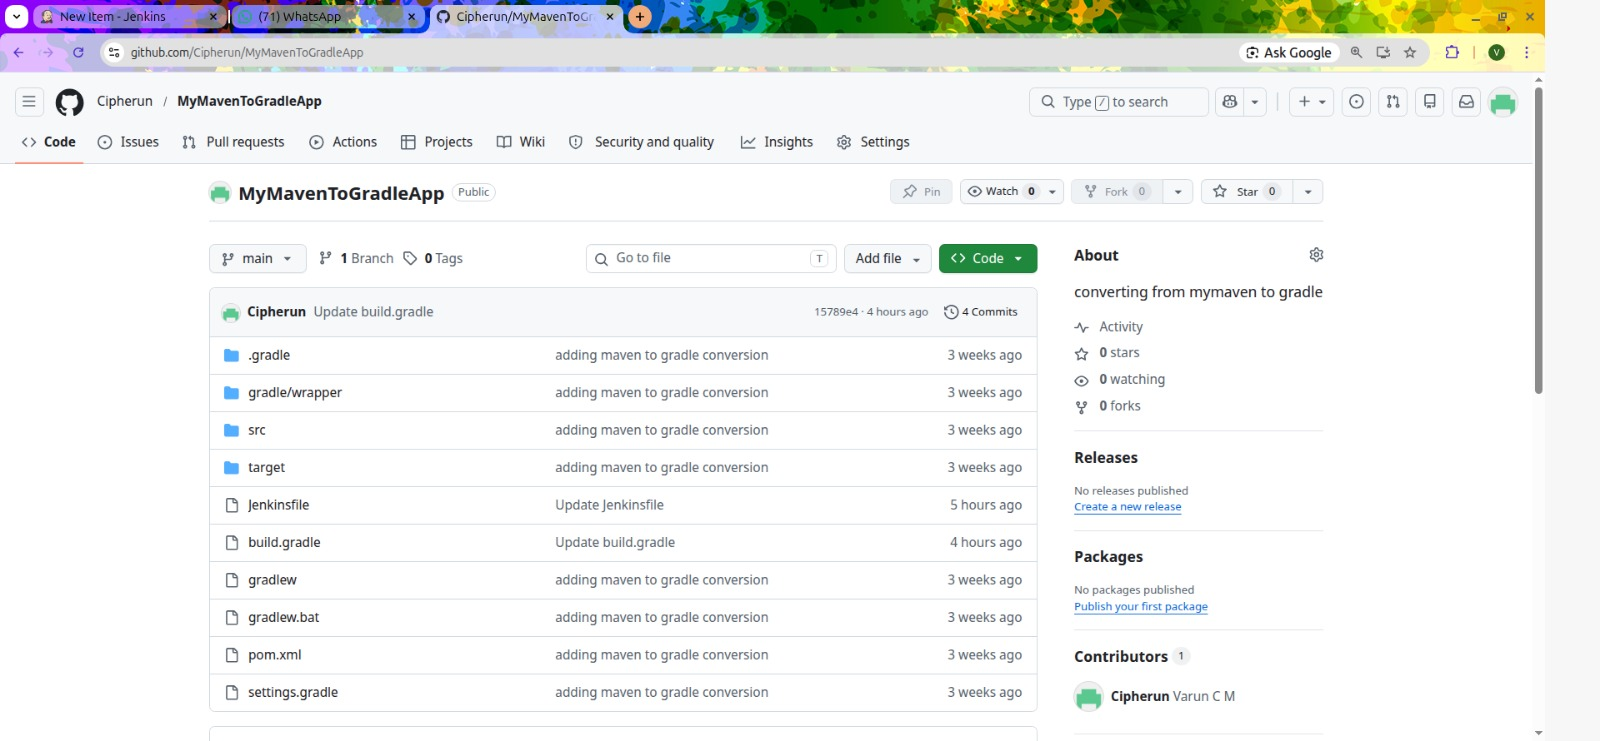 New Item - Jenkins
(71) WhatsApp
Cipherun/MyMavenToGr
github.com/Cipherun/MyMavenToGradleApp
Ask Google
V
Cipherun / MyMavenToGradleApp
Type / to search
Code Issues Pull requests Actions Projects Wiki Security and quality Insights Settings
MyMavenToGradleApp Public
Pin Watch 0 Fork 0 Star 0
main 1 Branch 0 Tags Go to file T Add file Code
Cipherun Update build.gradle 15789e4 · 4 hours ago 4 Commits
.gradle adding maven to gradle conversion 3 weeks ago
gradle/wrapper adding maven to gradle conversion 3 weeks ago
src adding maven to gradle conversion 3 weeks ago
target adding maven to gradle conversion 3 weeks ago
Jenkinsfile Update Jenkinsfile 5 hours ago
build.gradle Update build.gradle 4 hours ago
gradlew adding maven to gradle conversion 3 weeks ago
gradlew.bat adding maven to gradle conversion 3 weeks ago
pom.xml adding maven to gradle conversion 3 weeks ago
settings.gradle adding maven to gradle conversion 3 weeks ago
About
converting from mymaven to gradle
Activity
0 stars
0 watching
0 forks
Releases
No releases published
Create a new release
Packages
No packages published
Publish your first package
Contributors 1
Cipherun Varun C M